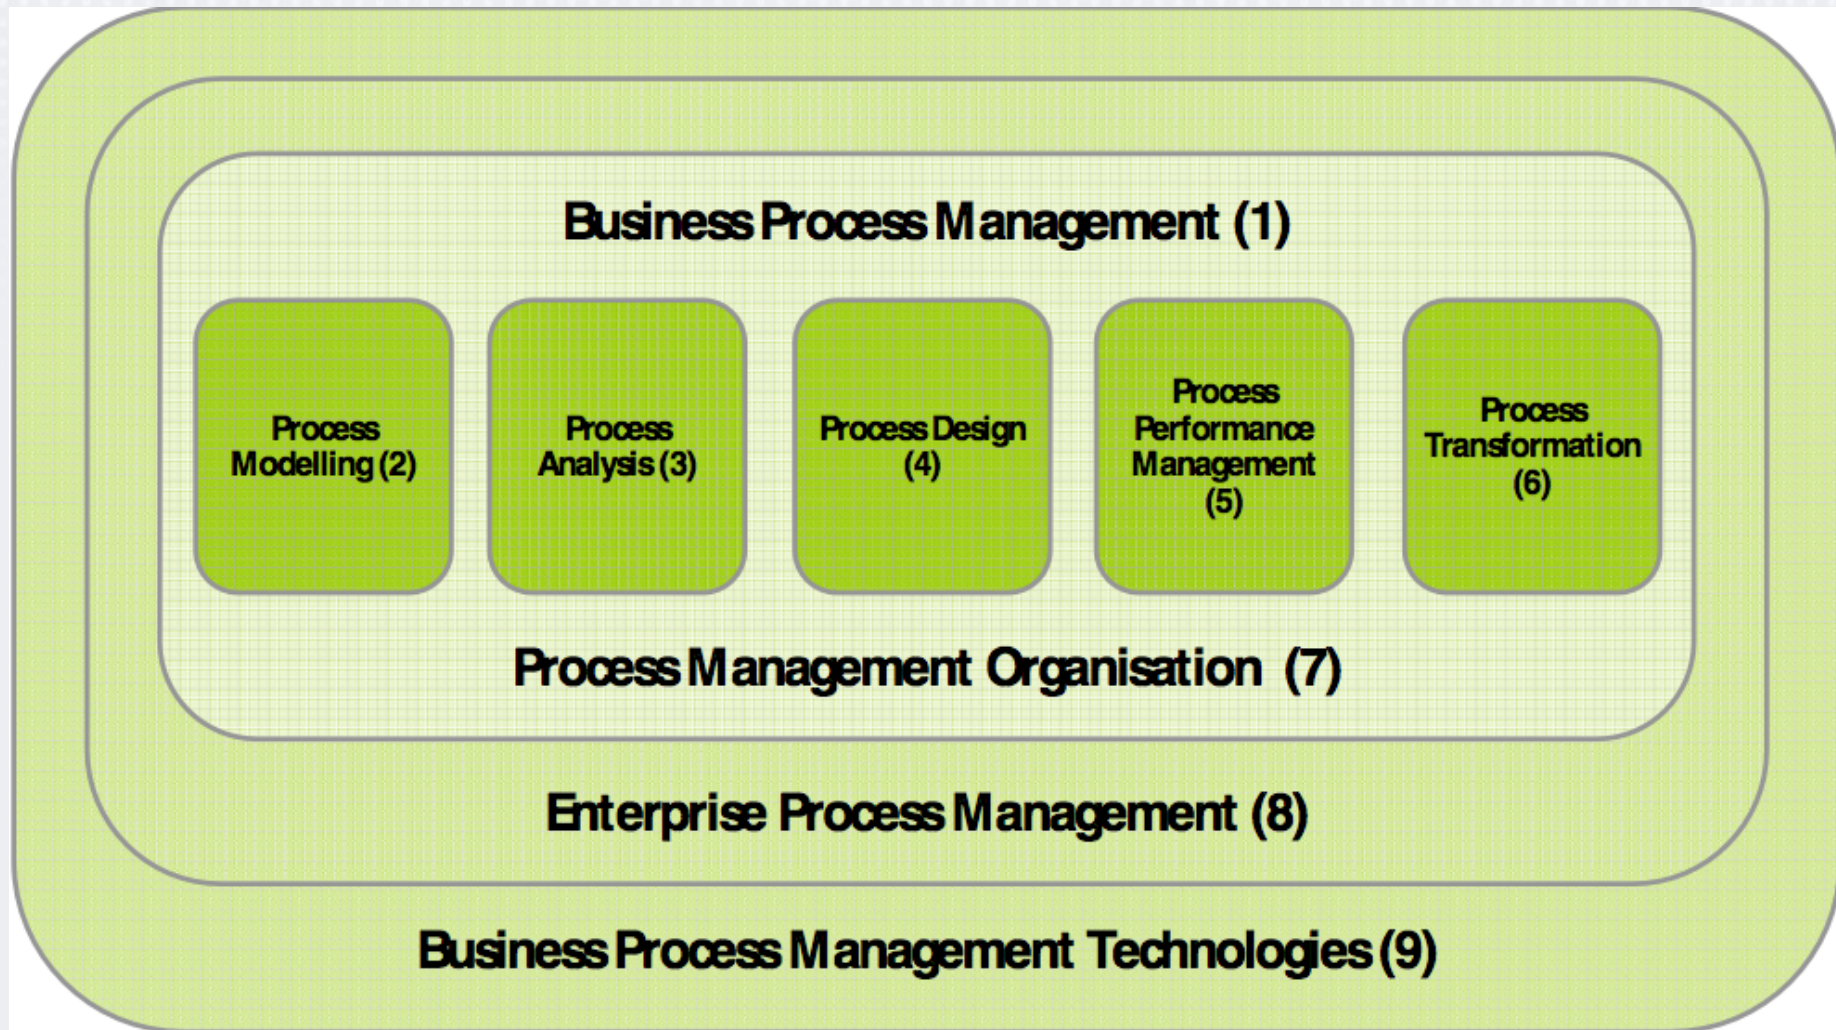 Business Process Management (1)
Process
Modelling (2)
Process
Analysis (3)
Process Design
(4)
Process
Performance
Management
(5)
Process
Transformation
(6)
Process Management Organisation (7)
Enterprise Process Management (8)
Business Process Management Technologies (9)